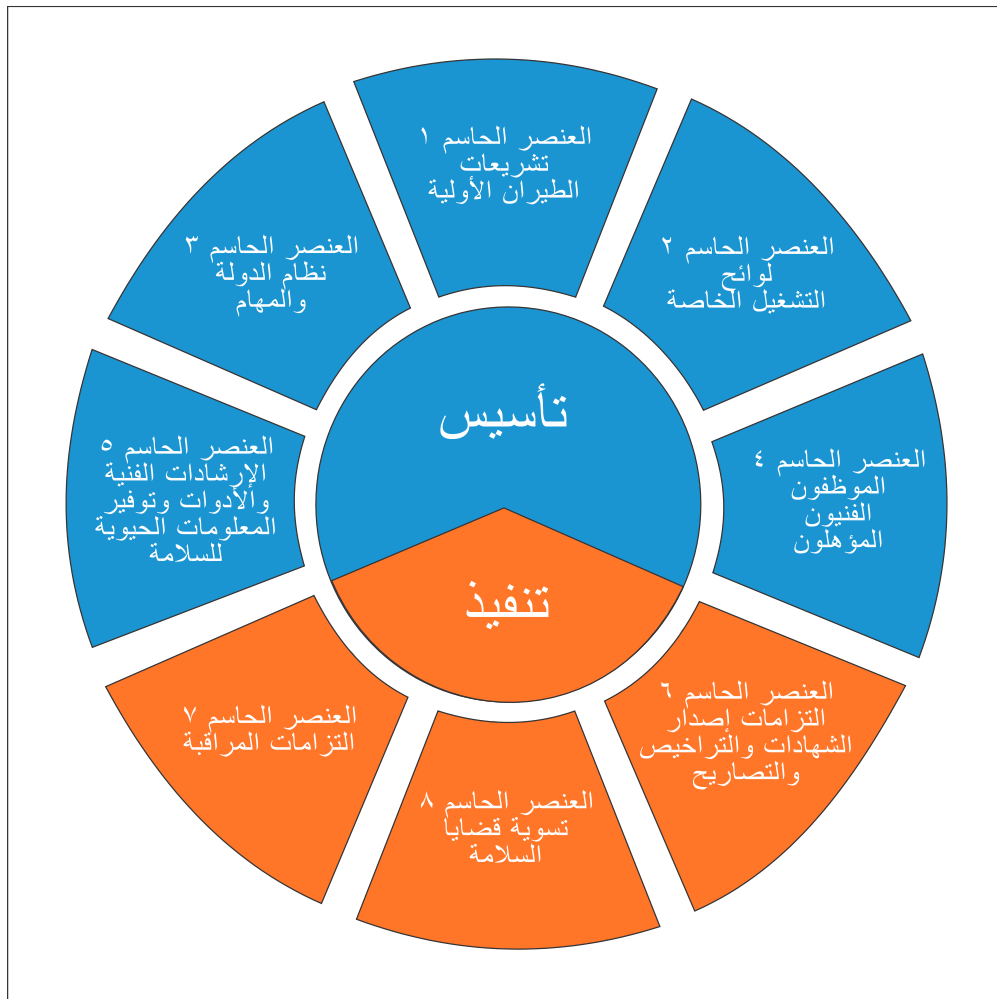 العنصر الحاسم ١
تشريعات
الطيران الأولية
العنصر الحاسم ٢
لوائح
التشغيل الخاصة
العنصر الحاسم ٣
نظام الدولة
والمهام
العنصر الحاسم ٤
الموظفون
الفنيون
المؤهلون
العنصر الحاسم ٥
الإرشادات الفنية
والأدوات وتوفير
المعلومات الحيوية
للسلامة
العنصر الحاسم ٦
التزامات إصدار
الشهادات والتراخيص
والتصاريح
العنصر الحاسم ٧
التزامات المراقبة
العنصر الحاسم ٨
تسوية قضايا
السلامة
تأسيس
تنفيذ